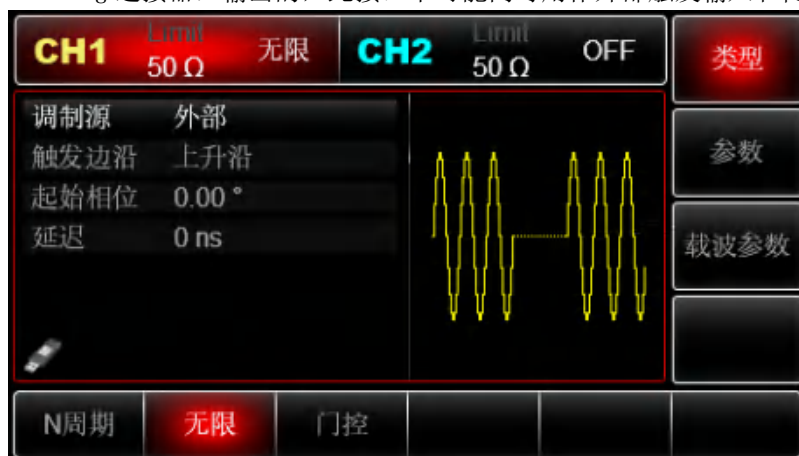 CH1 Limit 50 Ω 无限 CH2 Limit 50 Ω OFF 类型
调制源 外部
触发边沿 上升沿
起始相位 0.00 °
延迟 0 ns
参数
载波参数
N周期 无限 门控